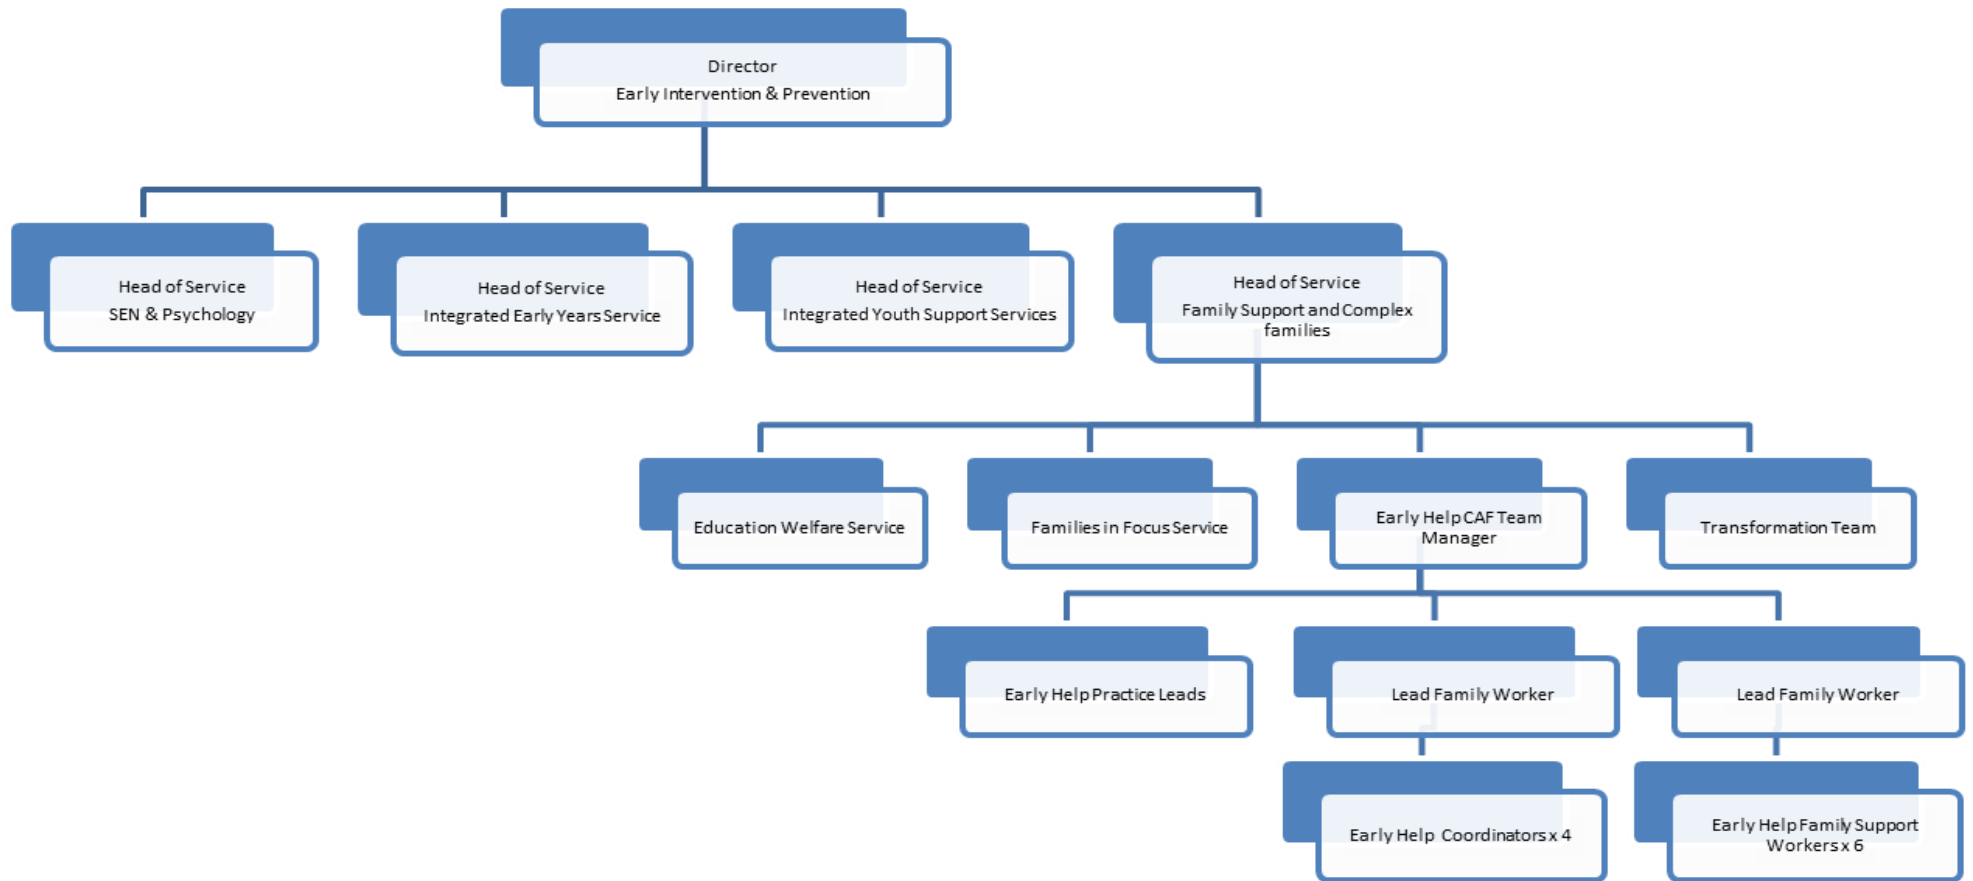 Director
Early Intervention & Prevention
Head of Service
SEN & Psychology
Head of Service
Integrated Early Years Service
Head of Service
Integrated Youth Support Services
Head of Service
Family Support and Complex
families
Education Welfare Service
Families in Focus Service
Early Help CAF Team
Manager
Transformation Team
Early Help Practice Leads
Lead Family Worker
Lead Family Worker
Early Help Coordinators x 4
Early Help Family Support
Workers x 6